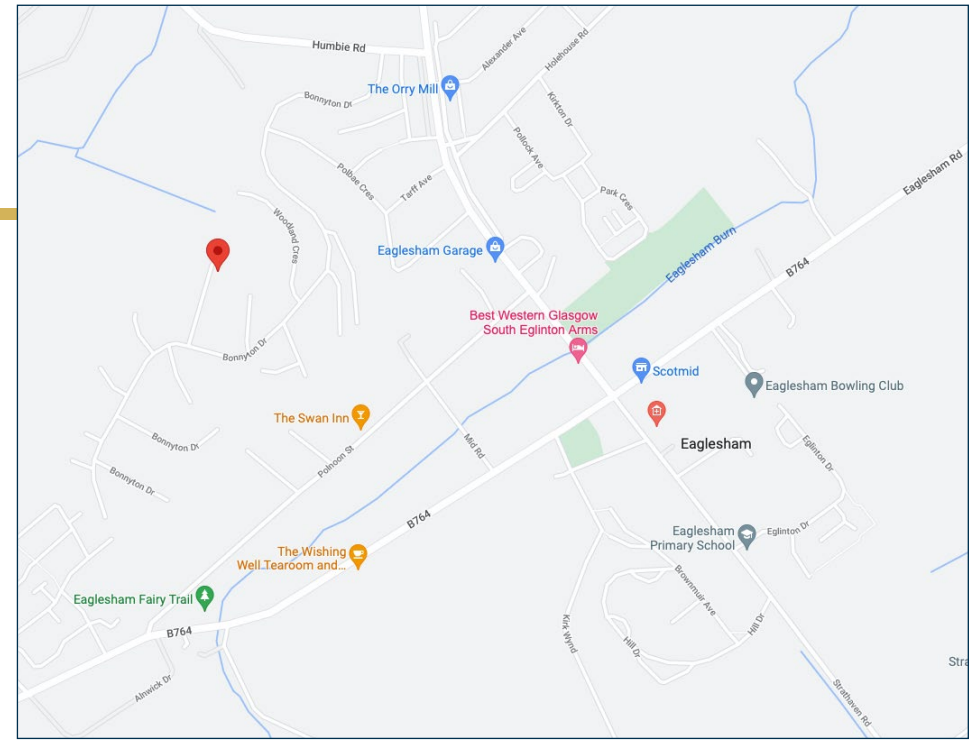 Humbie Rd
Alexander Ave
Holehouse Rd
The Orry Mill
Bonnyton Dr
Kirkton Dr
Pollock Ave
Polbae Cres
Tarff Ave
Park Cres
Eaglesham Rd
Woodland Cres
Eaglesham Garage
Eaglesham Burn
B764
Best Western Glasgow
South Eglinton Arms
Bonnyton Dr
Scotmid
Eaglesham Bowling Club
The Swan Inn
Eaglesham
Bonnyton Dr
Mid Rd
Eglinton Dr
Polnoon St
Bonnyton Dr
B764
Eaglesham
Primary School
Eglinton Dr
The Wishing
Well Tearoom and...
Brownmuir Ave
Eaglesham Fairy Trail
B764
Kirk Wynd
Hill Dr
Hill Dr
Stra
Alnwick Dr
Strathaven Rd